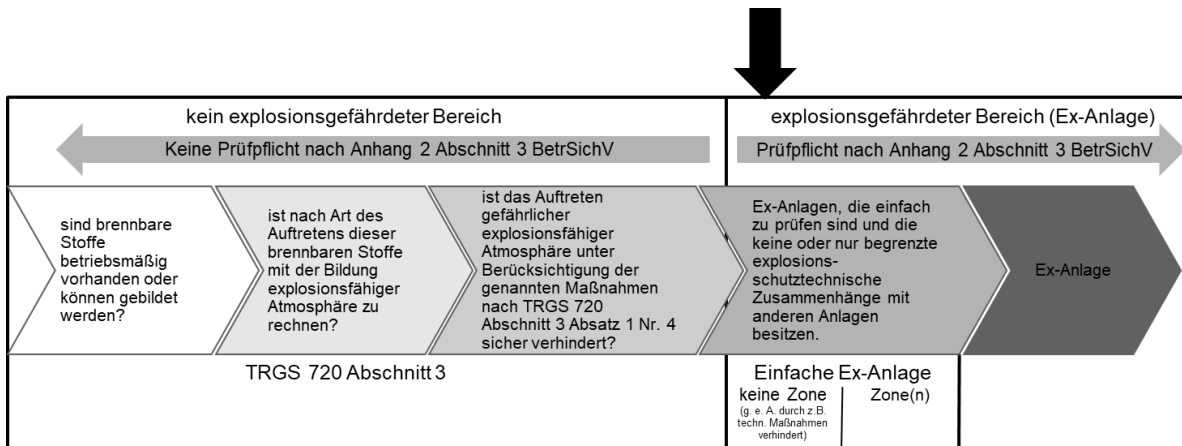 kein explosionsgefährdeter Bereich
Keine Prüfpflicht nach Anhang 2 Abschnitt 3 BetrSichV
explosionsgefährdeter Bereich (Ex-Anlage)
Prüfpflicht nach Anhang 2 Abschnitt 3 BetrSichV
sind brennbare
Stoffe
betriebsmäßig
vorhanden oder
können gebildet
werden?
ist nach Art des
Auftretens dieser
brennbaren Stoffe
mit der Bildung
explosionsfähiger
Atmosphäre zu
rechnen?
ist das Auftreten
gefährlicher
explosionsfähiger
Atmosphäre unter
Berücksichtigung der
genannten Maßnahmen
nach TRGS 720
Abschnitt 3 Absatz 1 Nr. 4
sicher verhindert?
Ex-Anlagen, die einfach
zu prüfen sind und die
keine oder nur begrenzte
explosions-
schutztechnische
Zusammenhänge mit
anderen Anlagen
besitzen.
Ex-Anlage
TRGS 720 Abschnitt 3
Einfache Ex-Anlage
keine Zone
(g. e. A. durch z.B.
techn. Maßnahmen
verhindert)
Zone(n)